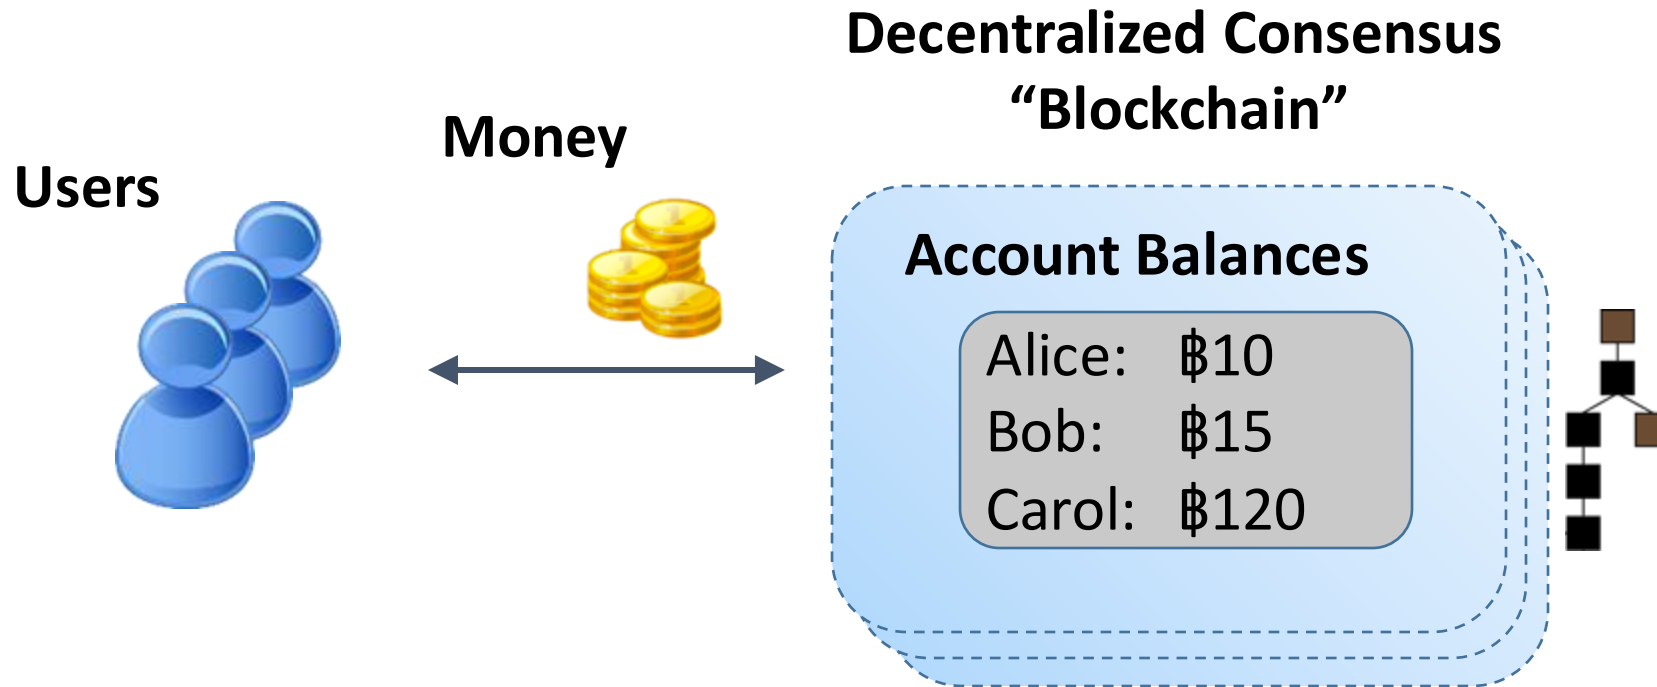 Decentralized Consensus
“Blockchain”
Money
Users
Account Balances
Alice: ฿10
Bob: ฿15
Carol: ฿120